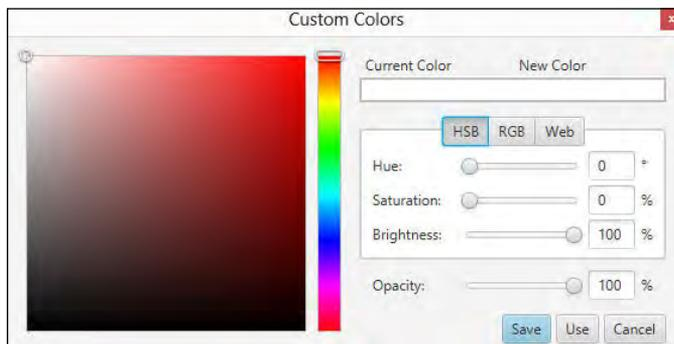 Custom Colors
x
Current Color New Color
HSB RGB Web
Hue: 0 °
Saturation: 0 %
Brightness: 100 %
Opacity: 100 %
Save Use Cancel